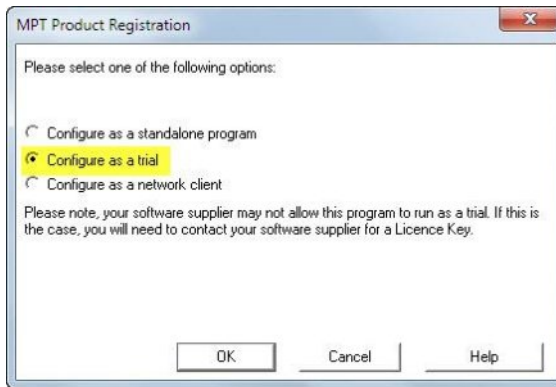 MPT Product Registration
Please select one of the following options:
Configure as a standalone program
Configure as a trial
Configure as a network client
Please note, your software supplier may not allow this program to run as a trial. If this is
the case, you will need to contact your software supplier for a Licence Key.
OK Cancel Help